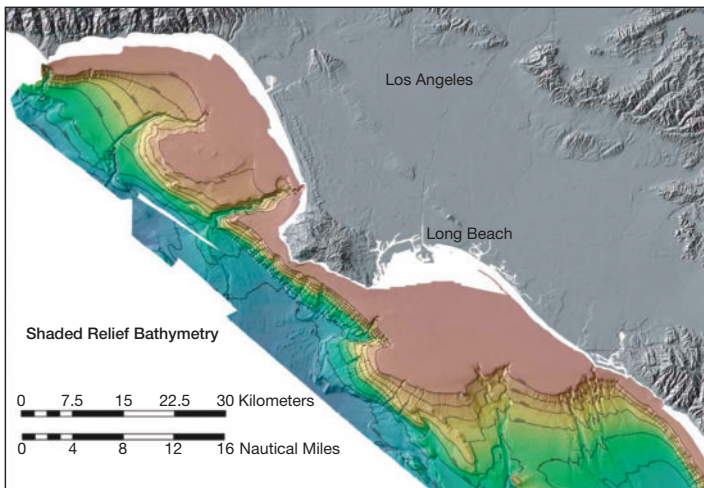 Los Angeles
Long Beach
Shaded Relief Bathymetry
0 7.5 15 22.5 30 Kilometers
0 4 8 12 16 Nautical Miles